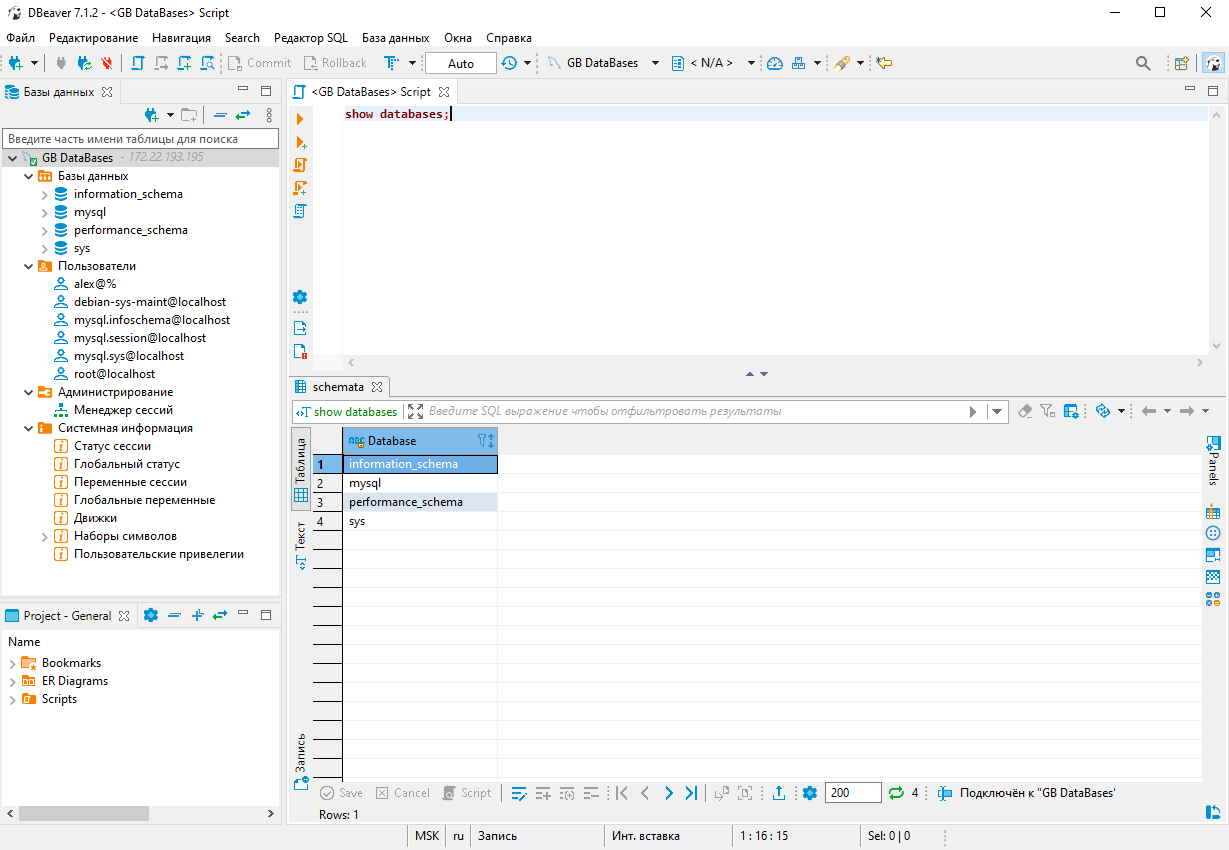 DBeaver 7.1.2 - <GB DataBases> Script
Файл Редактирование Навигация Search Редактор SQL База данных Окна Справка
Commit Rollback Auto GB DataBases < N/A >
Базы данных
<GB DataBases> Script
Введите часть имени таблицы для поиска
GB DataBases - 172.22.193.195
Базы данных
information_schema
mysql
performance_schema
sys
Пользователи
alex@%
debian-sys-maint@localhost
mysql.infoschema@localhost
mysql.session@localhost
mysql.sys@localhost
root@localhost
Администрирование
Менеджер сессий
Системная информация
Статус сессии
Глобальный статус
Переменные сессии
Глобальные переменные
Движки
Наборы символов
Пользовательские привелегии
Project - General
Name
Bookmarks
ER Diagrams
Scripts
show databases;
schemata
show databases Введите SQL выражение чтобы отфильтровать результаты
Таблица
Текст
Запись
ABC Database
1 information_schema
2 mysql
3 performance_schema
4 sys
Panels
Save Cancel Script 200 4 Подключён к "GB DataBases"
Rows: 1
MSK ru Запись Инт. вставка 1 : 16 : 15 Sel: 0 | 0